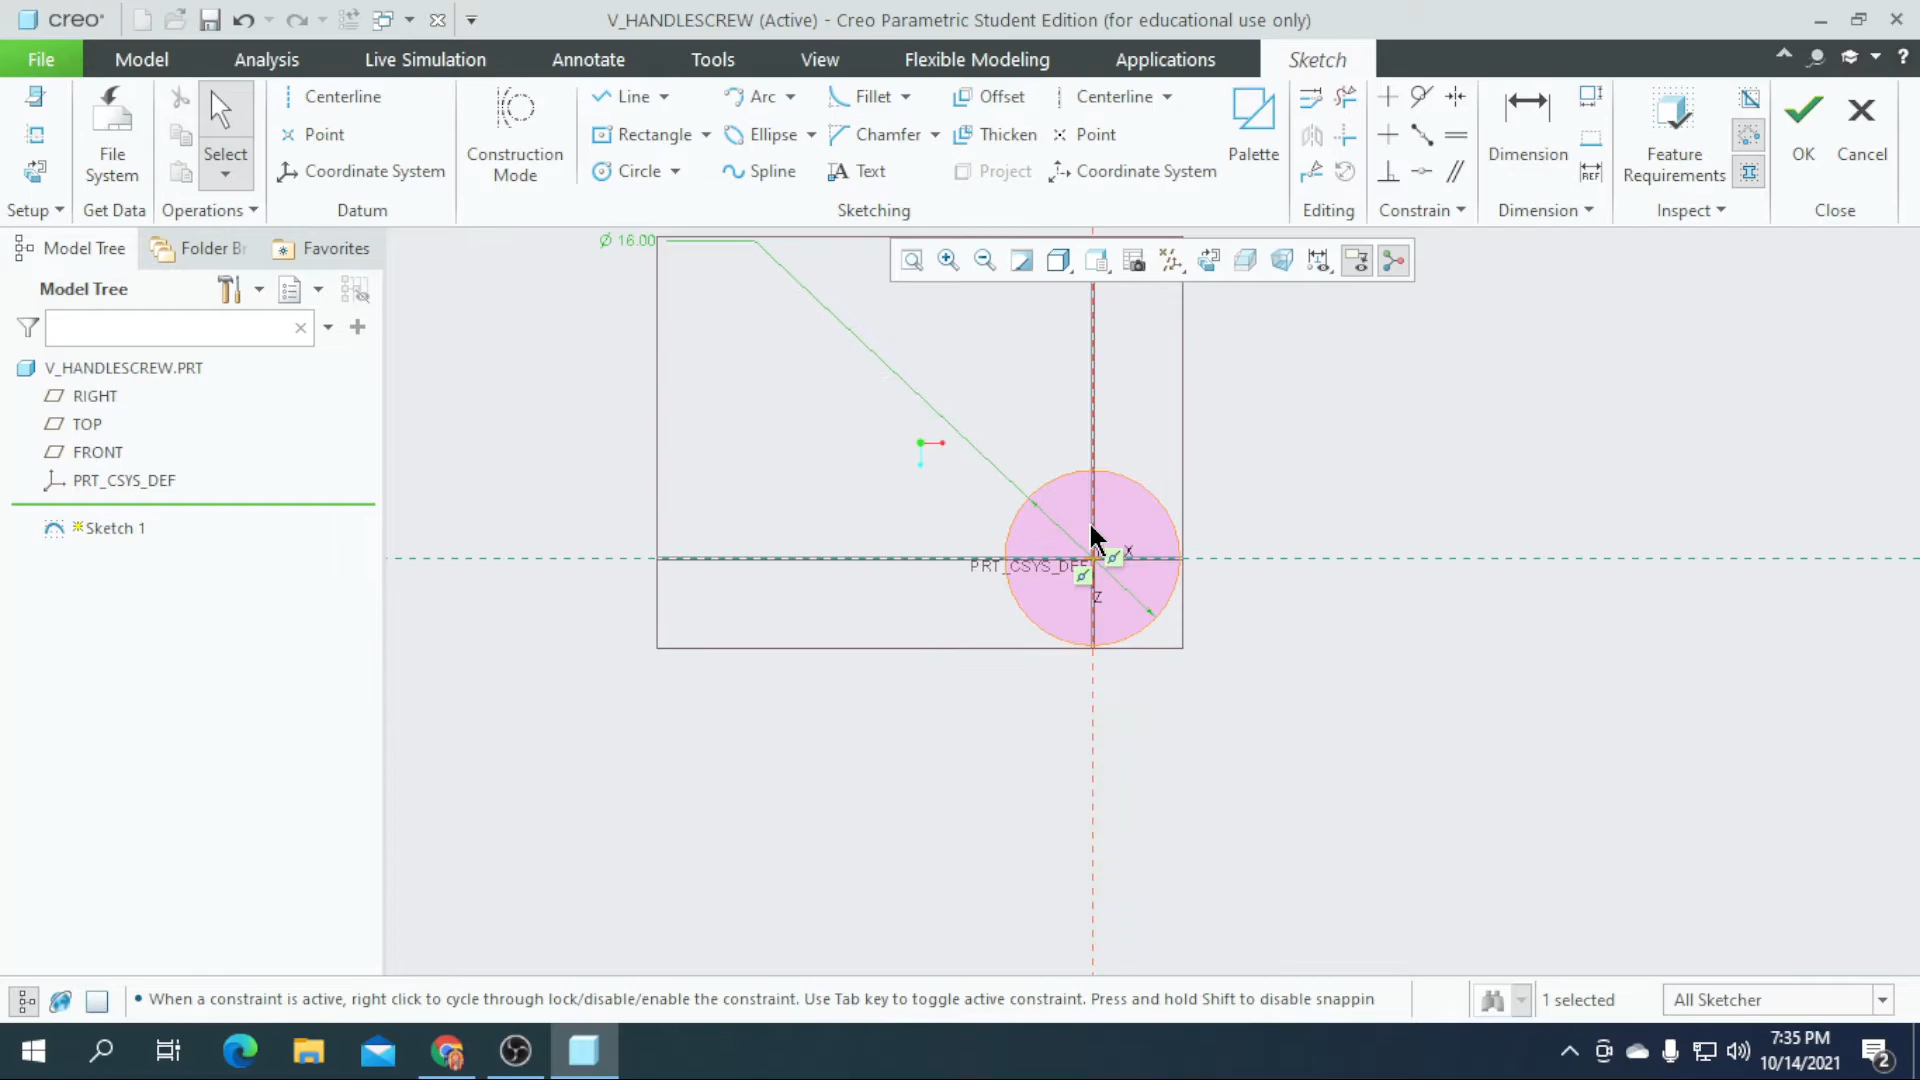 creo®
V_HANDLESCREW (Active) - Creo Parametric Student Edition (for educational use only)
File Model Analysis Live Simulation Annotate Tools View Flexible Modeling Applications Sketch
?
File System
Select
Centerline
Point
Coordinate System
Construction Mode
Line Arc Fillet Offset Centerline
Rectangle Ellipse Chamfer Thicken Point
Circle Spline Text Project Coordinate System
Palette
Dimension
REF
Feature Requirements
OK
Cancel
Setup Get Data Operations Datum Sketching Editing Constrain Dimension Inspect Close
Model Tree Folder Br Favorites
Model Tree
V_HANDLESCREW.PRT
RIGHT
TOP
FRONT
PRT_CSYS_DEF
Sketch 1
Ø 16.00
X
PRT_CSYS_DEF
Z
• When a constraint is active, right click to cycle through lock/disable/enable the constraint. Use Tab key to toggle active constraint. Press and hold Shift to disable snappin
1 selected
All Sketcher
7:35 PM
10/14/2021
2